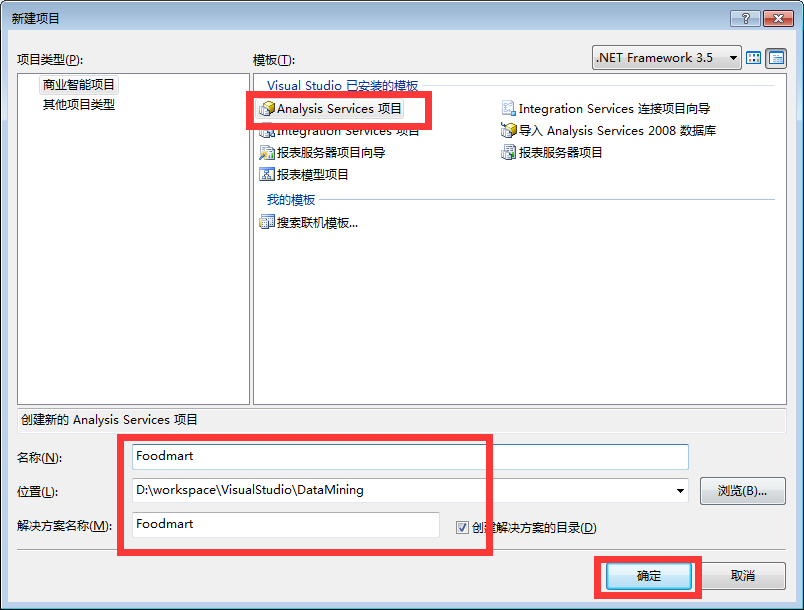 新建项目
项目类型(P):
模板(T):
.NET Framework 3.5
商业智能项目
其他项目类型
Visual Studio 已安装的模板
Analysis Services 项目
Integration Services 项目
报表服务器项目向导
报表模型项目
Integration Services 连接项目向导
导入 Analysis Services 2008 数据库
报表服务器项目
我的模板
搜索联机模板...
创建新的 Analysis Services 项目
名称(N):
Foodmart
位置(L):
D:\workspace\VisualStudio\DataMining
浏览(B)...
解决方案名称(M):
Foodmart
创建解决方案的目录(D)
确定
取消